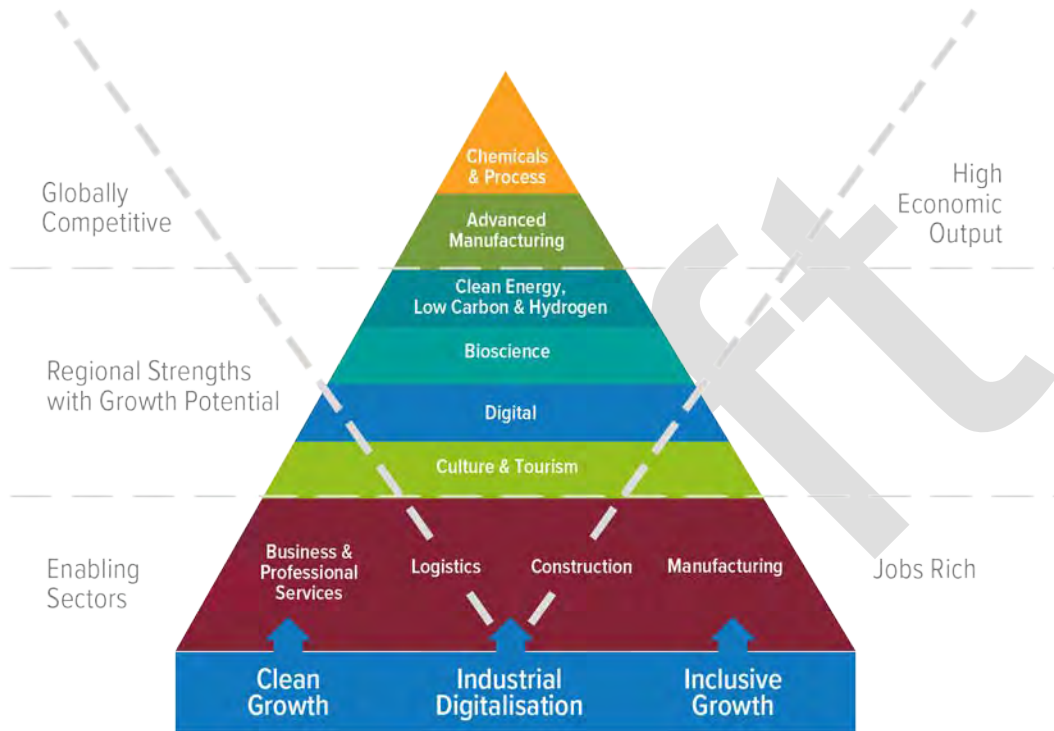 Chemicals
& Process
Globally
Competitive
High
Economic
Output
Advanced
Manufacturing
Clean Energy,
Low Carbon & Hydrogen
Bioscience
Regional Strengths
with Growth Potential
Digital
Culture & Tourism
Enabling
Sectors
Business &
Professional
Services
Logistics
Construction
Manufacturing
Jobs Rich
Clean
Growth
Industrial
Digitalisation
Inclusive
Growth
ft